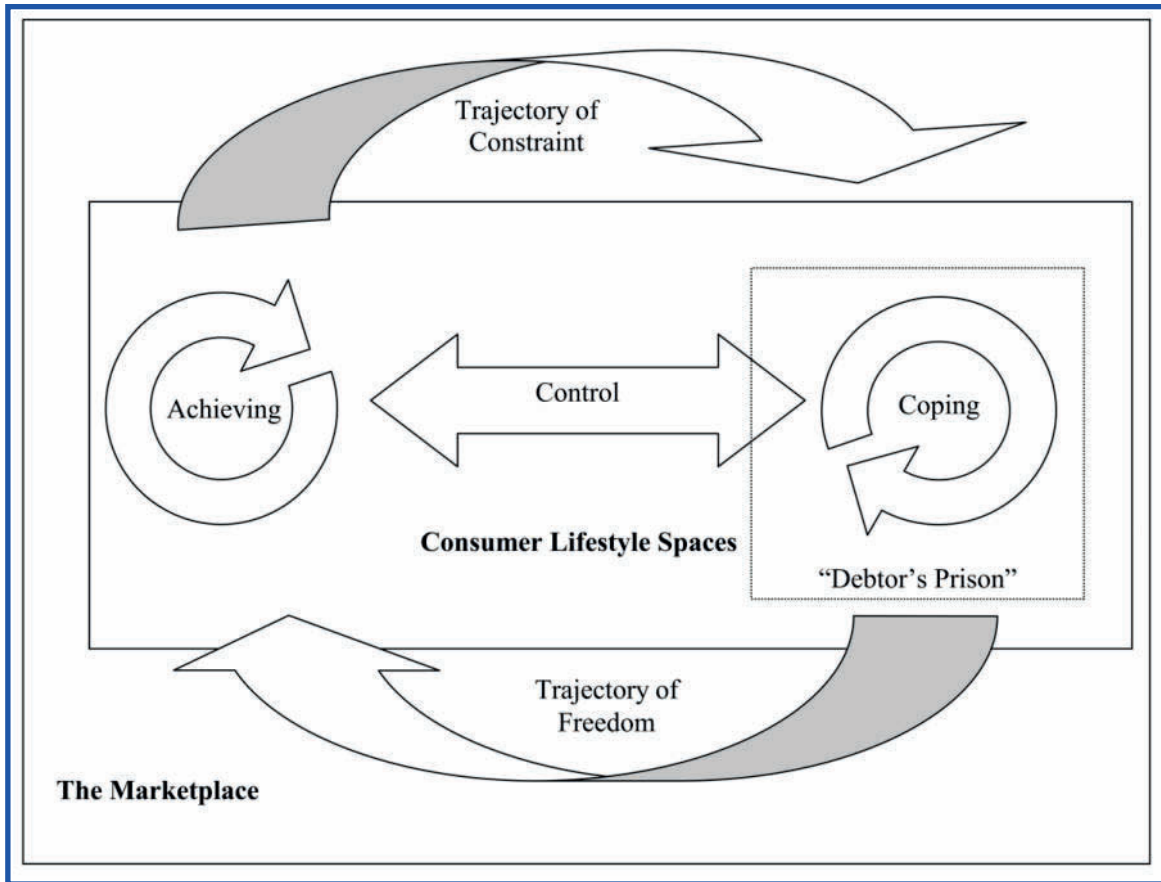 Trajectory of
Constraint
Achieving
Control
Coping
Consumer Lifestyle Spaces
“Debtor’s Prison”
Trajectory of
Freedom
The Marketplace